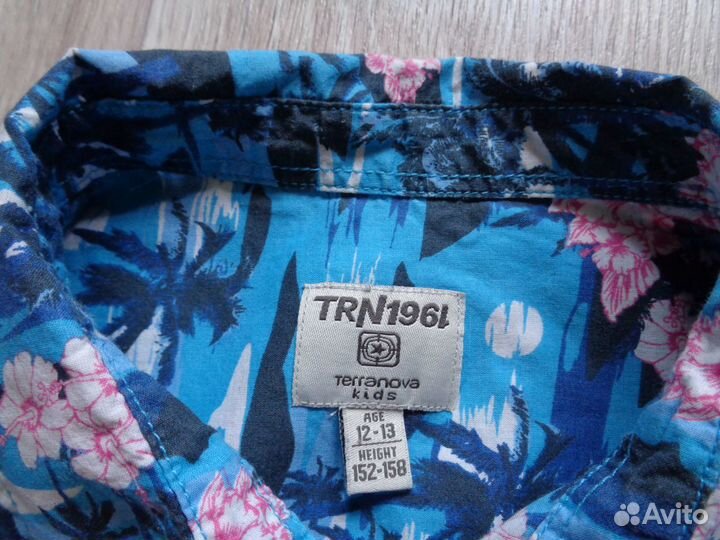 TRN1961
Terranova
kids
AGE
12-13
HEIGHT
152-158
Avito